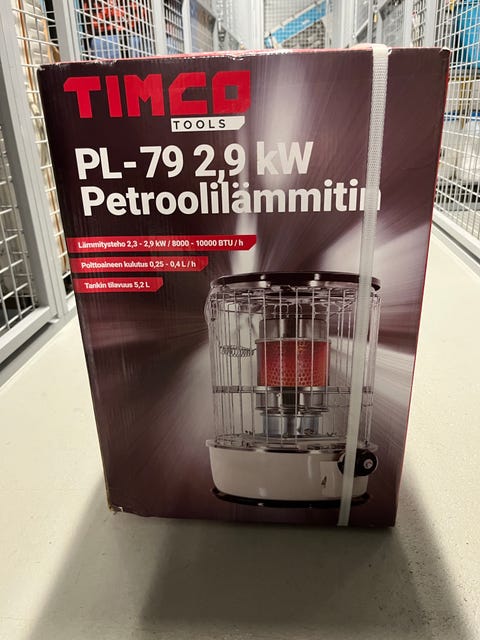 TIMCO
TOOLS
PL-79 2,9 kW
Petroolilämmitin
Lämmitysteho 2,3 - 2,9 kW / 8000 - 10000 BTU / h
Polttoaineen kulutus 0,25 - 0,4 L / h
Tankin tilavuus 5,2 L